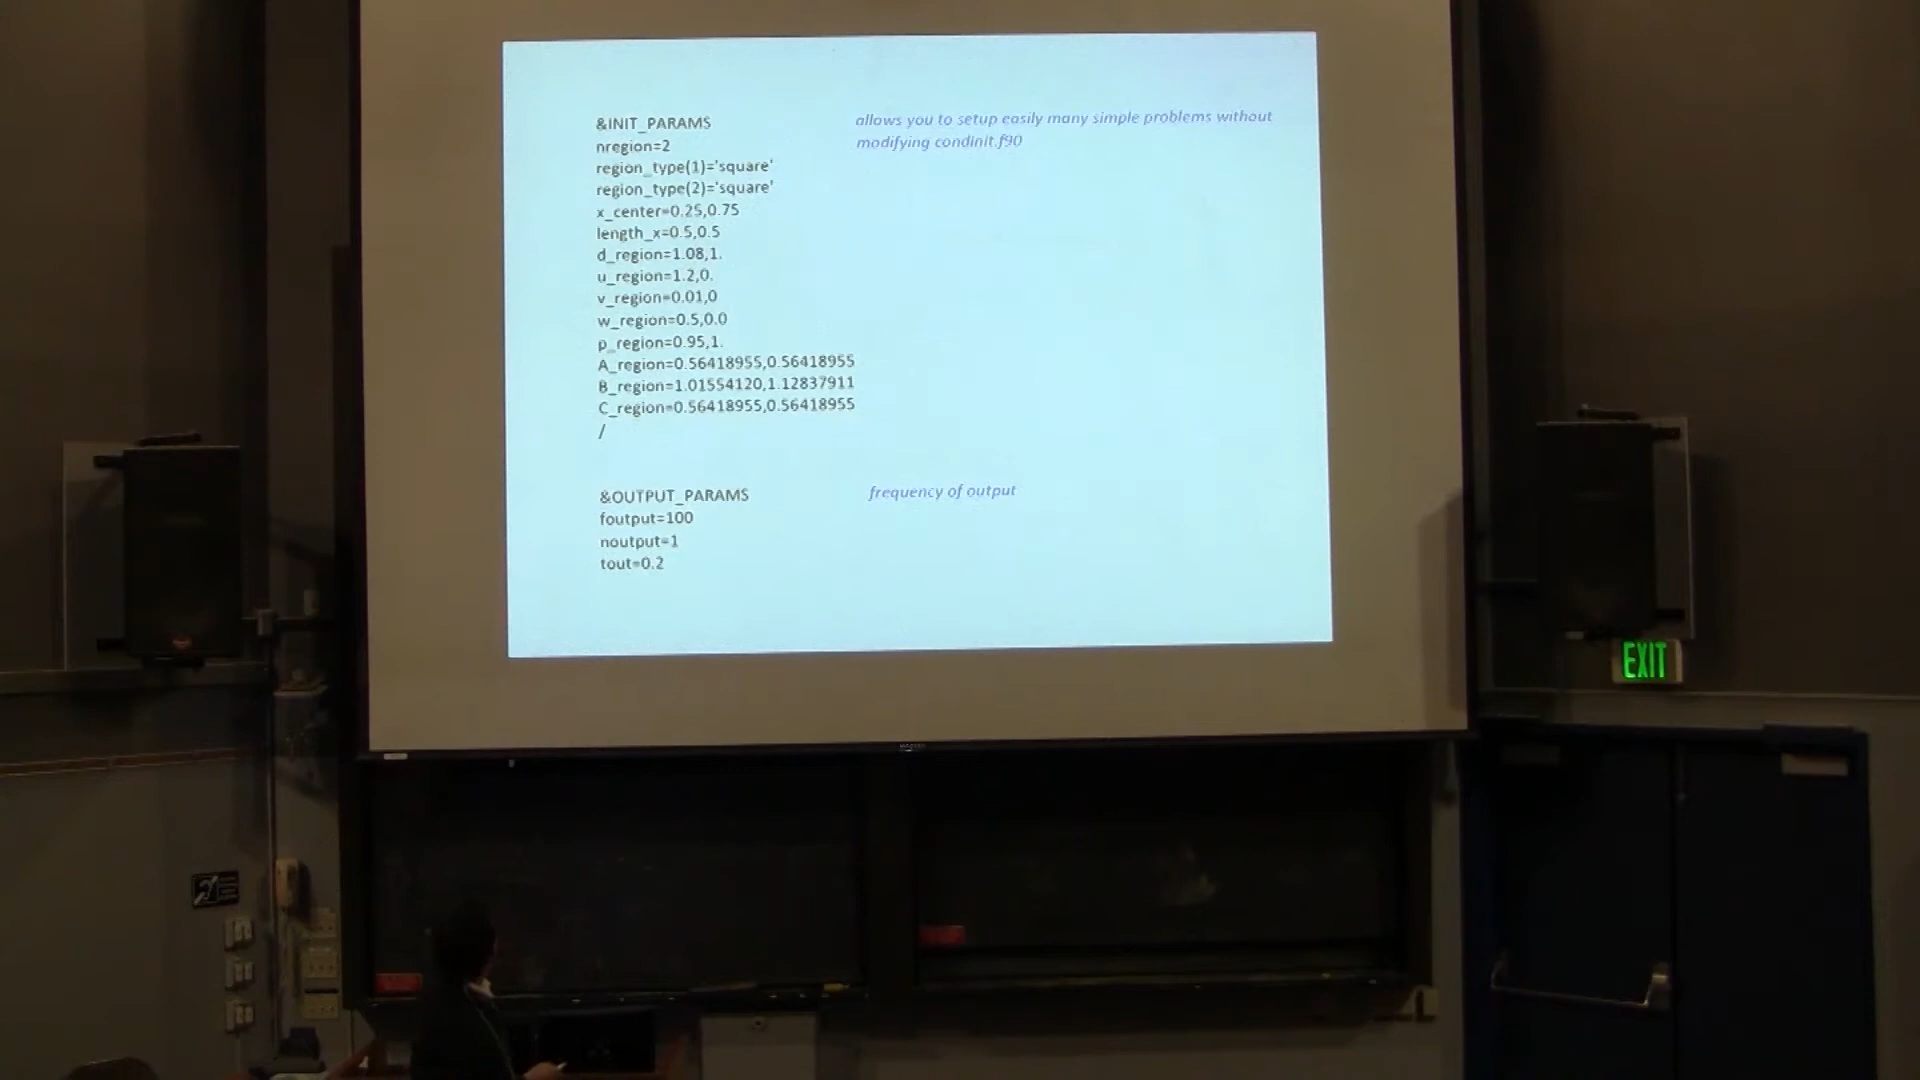 &INIT_PARAMS
nregion=2
region_type(1)='square'
region_type(2)='square'
x_center=0.25,0.75
length_x=0.5,0.5
d_region=1.08,1.
u_region=1.2,0.
v_region=0.01,0
w_region=0.5,0.0
p_region=0.95,1.
A_region=0.56418955,0.56418955
B_region=1.01554120,1.12837911
C_region=0.56418955,0.56418955
/
allows you to setup easily many simple problems without
modifying condinit.f90
&OUTPUT_PARAMS
foutput=100
noutput=1
tout=0.2
frequency of output
EXIT